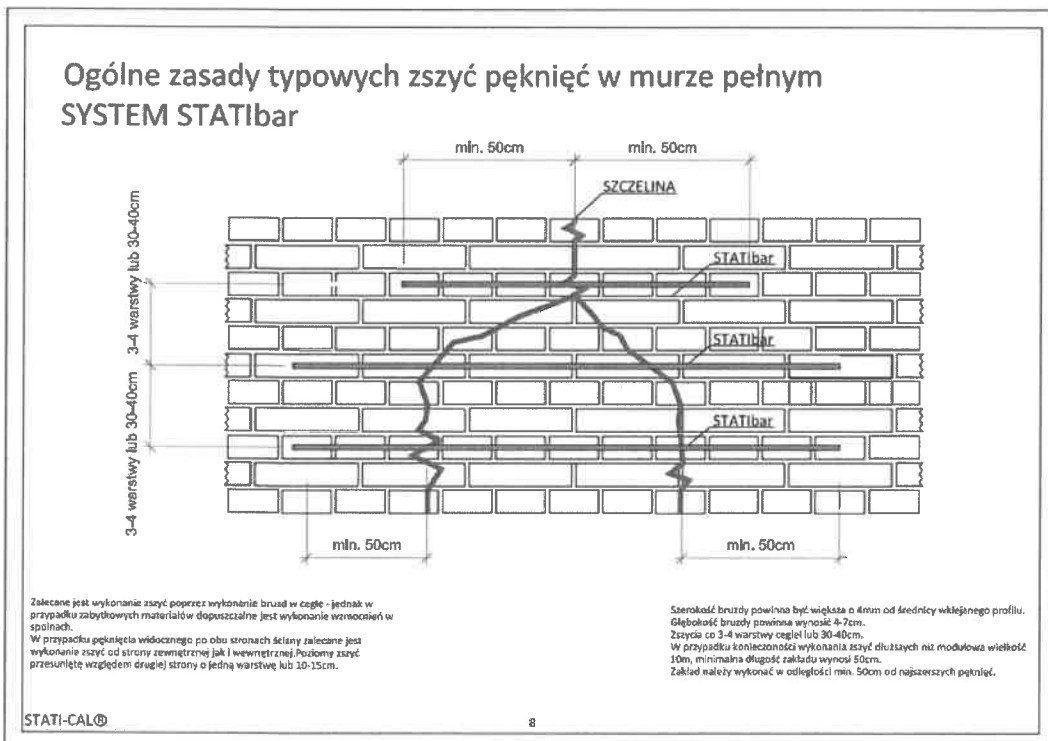 Ogólne zasady typowych zszyć pęknięć w murze pełnym
SYSTEM STATIbar
min. 50cm
min. 50cm
SZCZELINA
STATIbar
3-4 warstwy lub 30-40cm
STATIbar
3-4 warstwy lub 30-40cm
STATIbar
min. 50cm
min. 50cm
Zalecane jest wykonanie zszyć poprzez wykonanie bruzd w cegle - jednak w
przypadku zabytkowych materiałów dopuszczalne jest wykonanie wzmocnień w
spoinach.
W przypadku pęknięcia widocznego po obu stronach ściany zalecane jest
wykonanie zszyć od strony zewnętrznej jak i wewnętrznej. Poziomy zszyć
przesunięte względem drugiej strony o jedną warstwę lub 10-15cm.
Szerokość bruzdy powinna być większa o 4mm od średnicy wklejanego profilu.
Głębokość bruzdy powinna wynosić 4-7cm.
Zszycia co 3-4 warstwy cegieł lub 30-40cm.
W przypadku konieczności wykonania zszyć dłuższych niż modułowa wielkość
10m, minimalna długość zakładu wynosi 50cm.
Zakład należy wykonać w odległości min. 50cm od najszerszych pęknięć.
STATI-CAL®
8